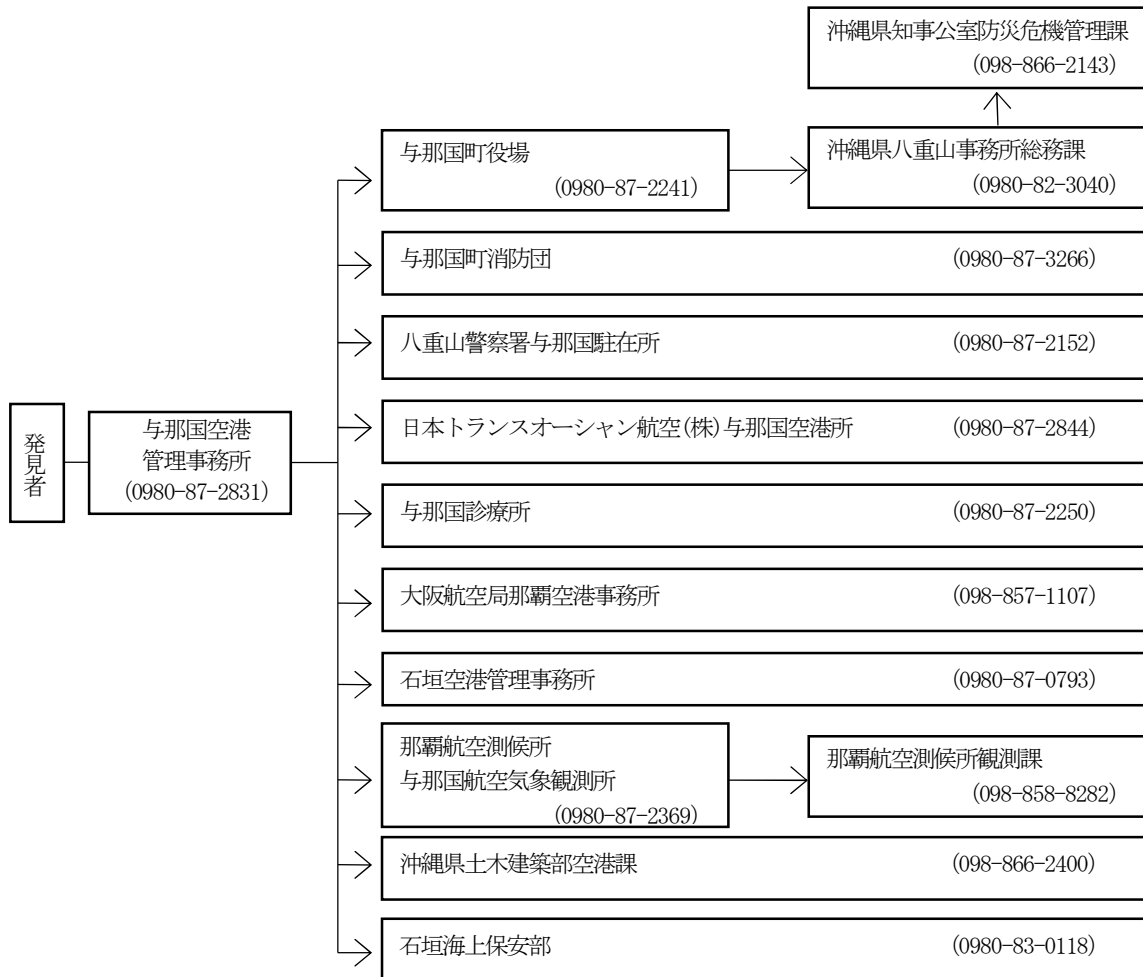 沖縄県知事公室防災危機管理課
(098-866-2143)
与那国町役場
(0980-87-2241)
沖縄県八重山事務所総務課
(0980-82-3040)
与那国町消防団 (0980-87-3266)
八重山警察署与那国駐在所 (0980-87-2152)
発見者
与那国空港
管理事務所
(0980-87-2831)
日本トランスオーシャン航空(株)与那国空港所 (0980-87-2844)
与那国診療所 (0980-87-2250)
大阪航空局那覇空港事務所 (098-857-1107)
石垣空港管理事務所 (0980-87-0793)
那覇航空測候所
与那国航空気象観測所
(0980-87-2369)
那覇航空測候所観測課
(098-858-8282)
沖縄県土木建築部空港課 (098-866-2400)
石垣海上保安部 (0980-83-0118)